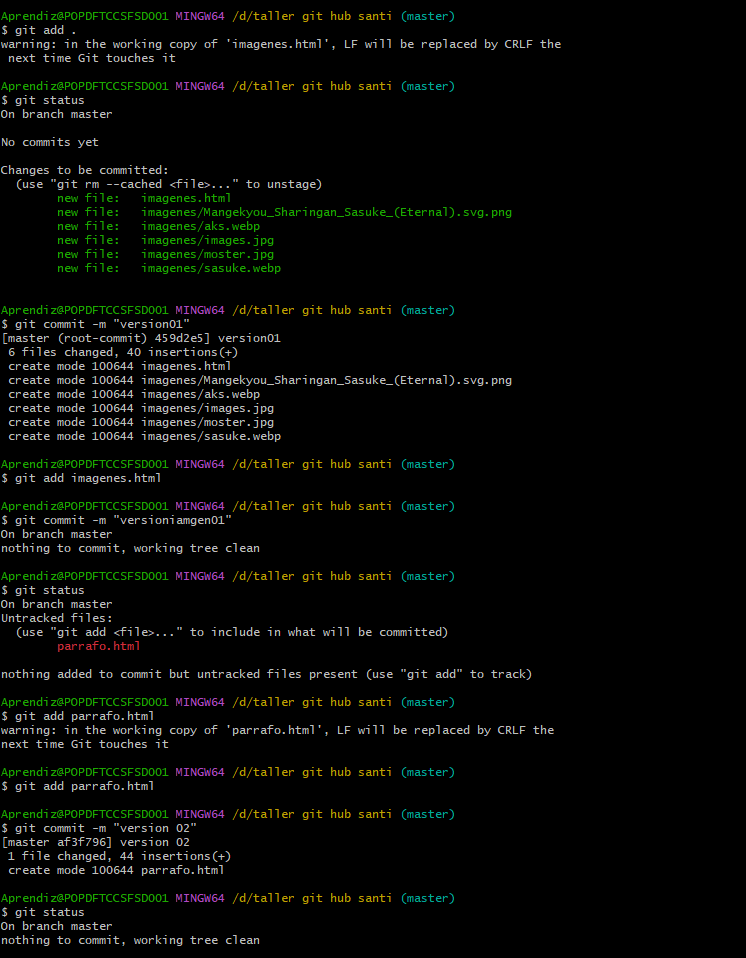 Aprendiz@POPDFTCCSFSD001 MINGW64 /d/taller git hub santi (master)
$ git add .
warning: in the working copy of 'imagenes.html', LF will be replaced by CRLF the
 next time Git touches it
Aprendiz@POPDFTCCSFSD001 MINGW64 /d/taller git hub santi (master)
$ git status
On branch master
No commits yet
Changes to be committed:
  (use "git rm --cached <file>..." to unstage)
        new file:   imagenes.html
        new file:   imagenes/Mangekyou_Sharingan_Sasuke_(Eternal).svg.png
        new file:   imagenes/aks.webp
        new file:   imagenes/images.jpg
        new file:   imagenes/moster.jpg
        new file:   imagenes/sasuke.webp
Aprendiz@POPDFTCCSFSD001 MINGW64 /d/taller git hub santi (master)
$ git commit -m "version01"
[master (root-commit) 459d2e5] version01
 6 files changed, 40 insertions(+)
 create mode 100644 imagenes.html
 create mode 100644 imagenes/Mangekyou_Sharingan_Sasuke_(Eternal).svg.png
 create mode 100644 imagenes/aks.webp
 create mode 100644 imagenes/images.jpg
 create mode 100644 imagenes/moster.jpg
 create mode 100644 imagenes/sasuke.webp
Aprendiz@POPDFTCCSFSD001 MINGW64 /d/taller git hub santi (master)
$ git add imagenes.html
Aprendiz@POPDFTCCSFSD001 MINGW64 /d/taller git hub santi (master)
$ git commit -m "versioniamgen01"
On branch master
nothing to commit, working tree clean
Aprendiz@POPDFTCCSFSD001 MINGW64 /d/taller git hub santi (master)
$ git status
On branch master
Untracked files:
  (use "git add <file>..." to include in what will be committed)
        parrafo.html
nothing added to commit but untracked files present (use "git add" to track)
Aprendiz@POPDFTCCSFSD001 MINGW64 /d/taller git hub santi (master)
$ git add parrafo.html
warning: in the working copy of 'parrafo.html', LF will be replaced by CRLF the
next time Git touches it
Aprendiz@POPDFTCCSFSD001 MINGW64 /d/taller git hub santi (master)
$ git add parrafo.html
Aprendiz@POPDFTCCSFSD001 MINGW64 /d/taller git hub santi (master)
$ git commit -m "version 02"
[master af3f796] version 02
 1 file changed, 44 insertions(+)
 create mode 100644 parrafo.html
Aprendiz@POPDFTCCSFSD001 MINGW64 /d/taller git hub santi (master)
$ git status
On branch master
nothing to commit, working tree clean